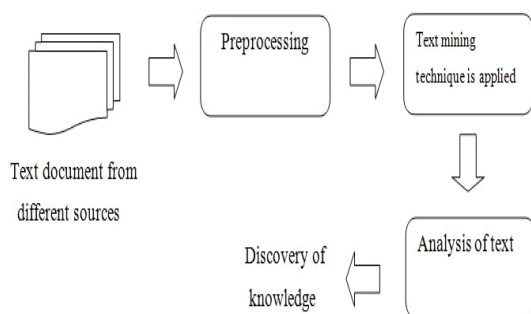 Preprocessing
Text mining
technique is applied
Text document from
different sources
Analysis of text
Discovery of
knowledge